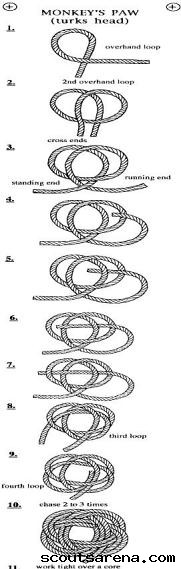 MONKEY'S PAW
(turks head)
1.
overhand loop
2.
2nd overhand loop
cross ends
3.
standing end
running end
4.
5.
6.
7.
8.
third loop
9.
fourth loop
10. chase 2 to 3 times
scoutsarena.com
11. work tight over a core